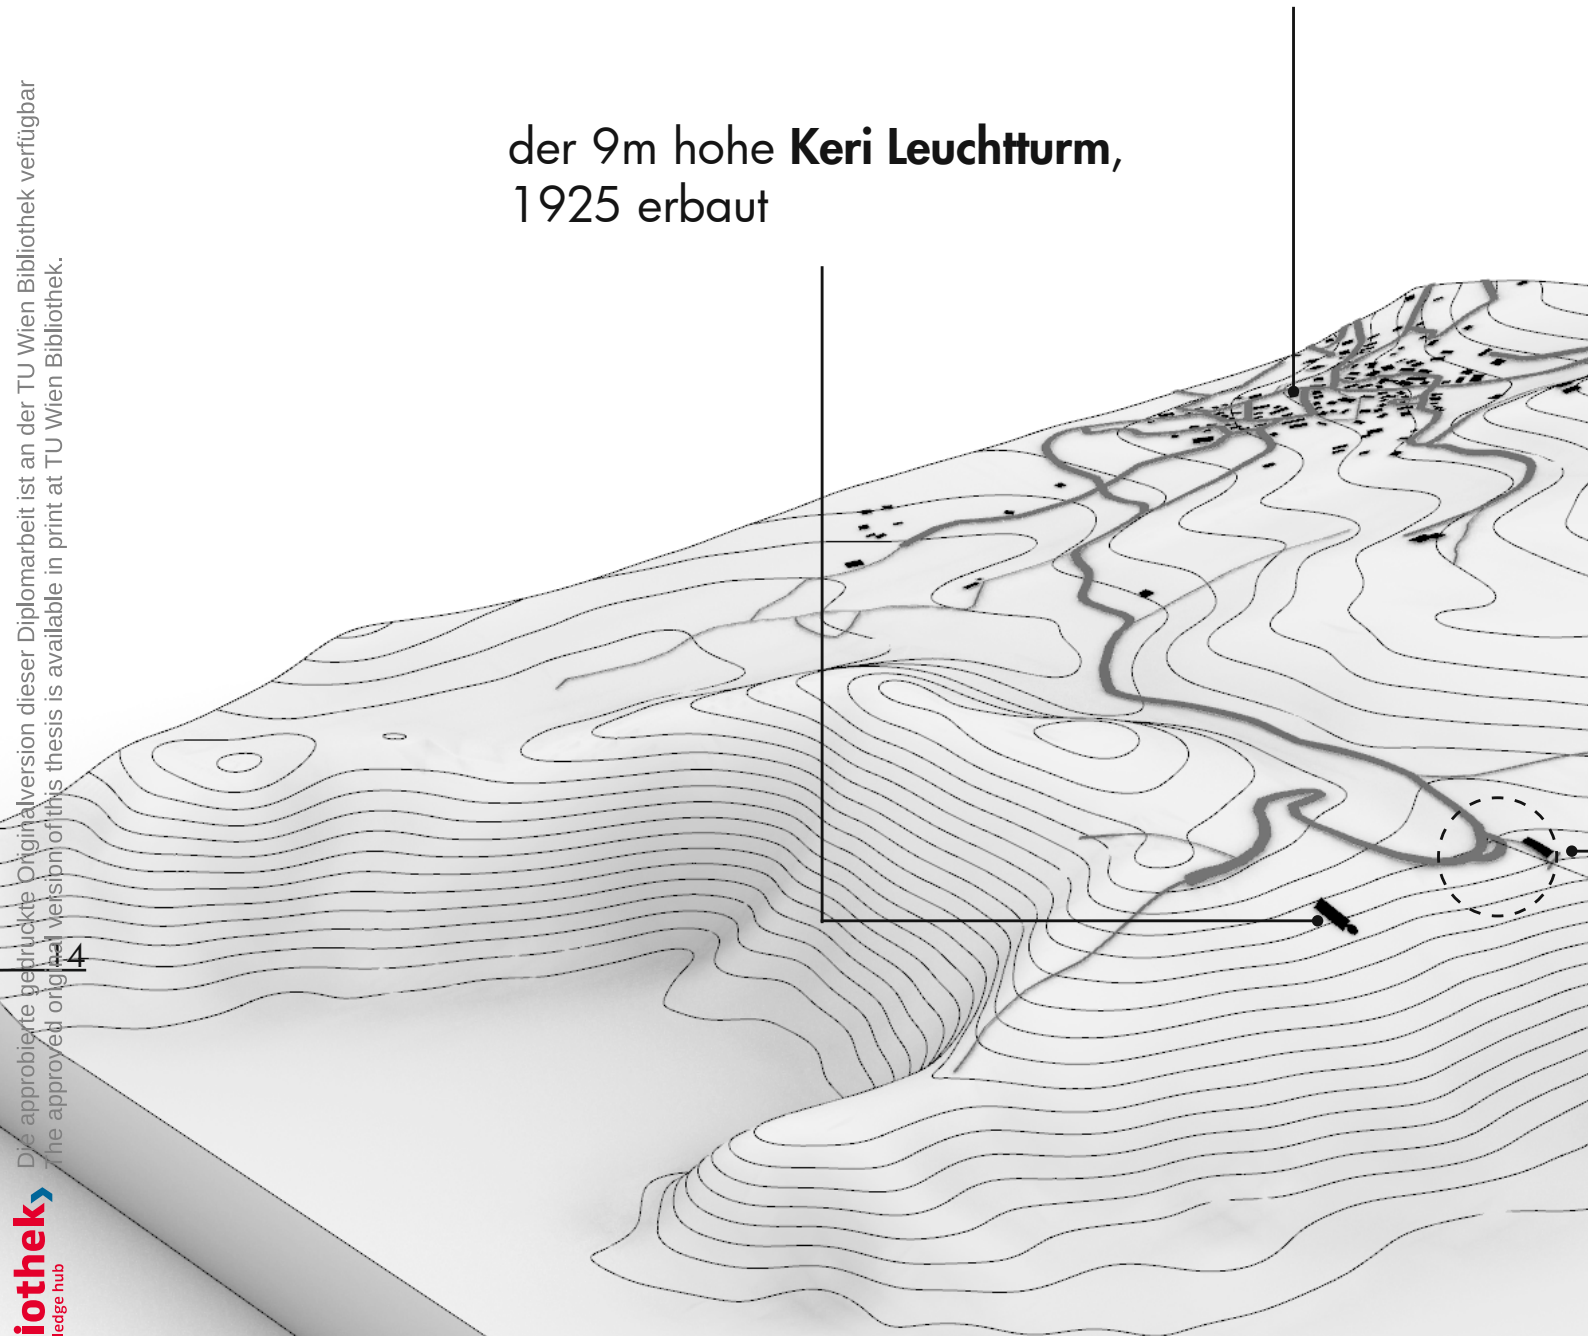 der 9m hohe Keri Leuchtturm,
1925 erbaut
Die approbierte gedruckte Originalversion dieser Diplomarbeit ist an der TU Wien Bibliothek verfügbar
The approved original version of this thesis is available in print at TU Wien Bibliothek.
iothek
ledge hub